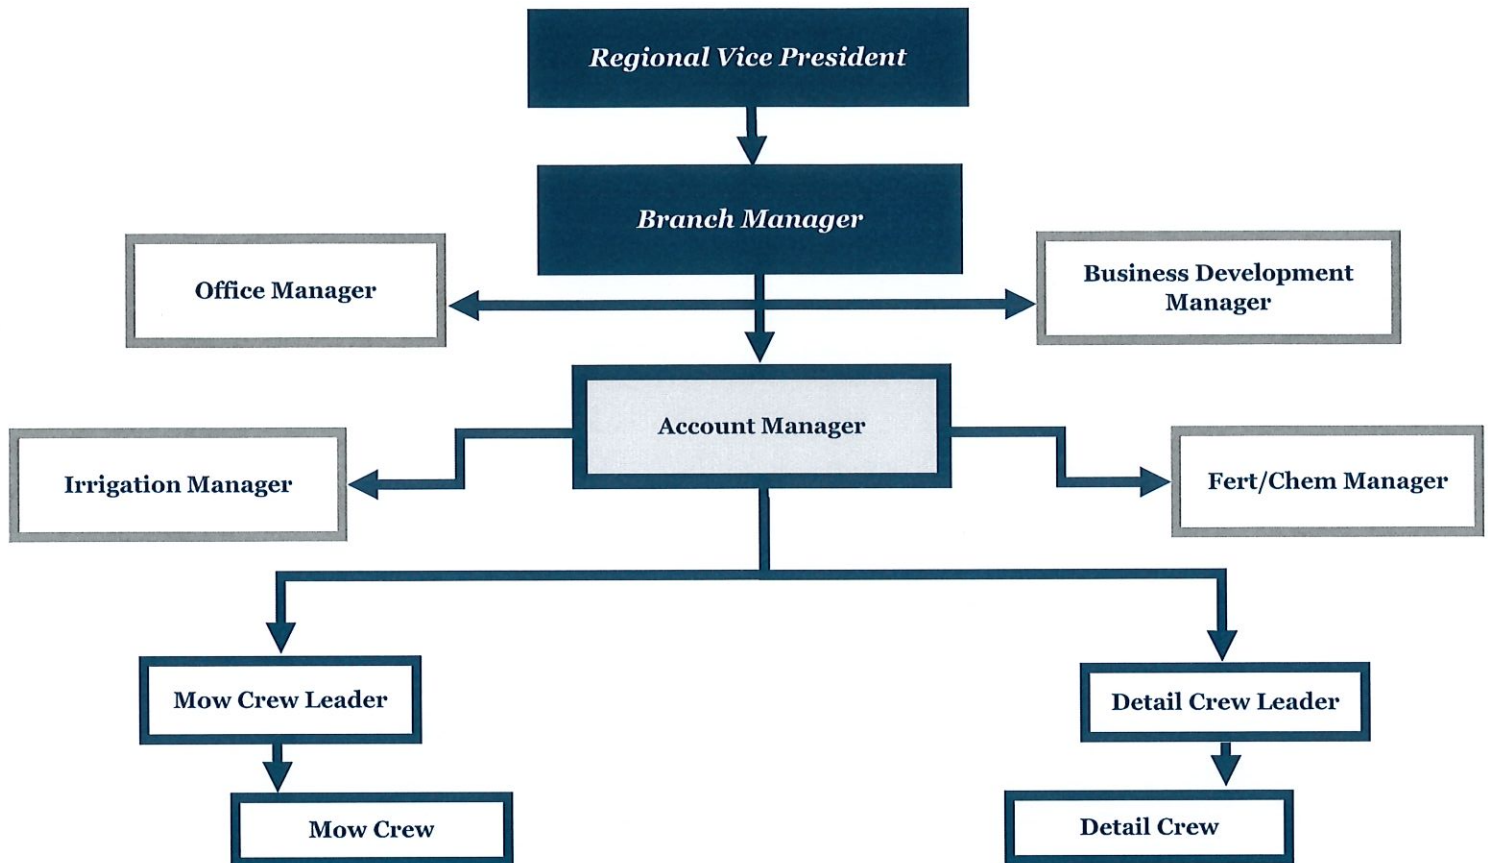 Regional Vice President
Branch Manager
Office Manager
Business Development
Manager
Account Manager
Irrigation Manager
Fert/Chem Manager
Mow Crew Leader
Detail Crew Leader
Mow Crew
Detail Crew